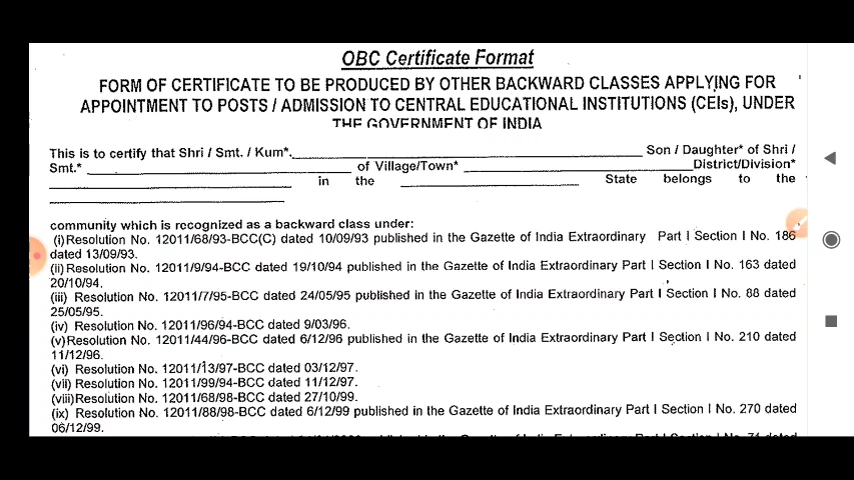 OBC Certificate Format
FORM OF CERTIFICATE TO BE PRODUCED BY OTHER BACKWARD CLASSES APPLYING FOR
APPOINTMENT TO POSTS / ADMISSION TO CENTRAL EDUCATIONAL INSTITUTIONS (CEIs), UNDER
THE GOVERNMENT OF INDIA
This is to certify that Shri / Smt. / Kum*. Son / Daughter* of Shri /
Smt.* of Village/Town* District/Division*
in the State belongs to the
community which is recognized as a backward class under:
(i)Resolution No. 12011/68/93-BCC(C) dated 10/09/93 published in the Gazette of India Extraordinary Part I Section I No. 186
dated 13/09/93.
(ii) Resolution No. 12011/9/94-BCC dated 19/10/94 published in the Gazette of India Extraordinary Part I Section I No. 163 dated
20/10/94.
(iii) Resolution No. 12011/7/95-BCC dated 24/05/95 published in the Gazette of India Extraordinary Part I Section I No. 88 dated
25/05/95.
(iv) Resolution No. 12011/96/94-BCC dated 9/03/96.
(v)Resolution No. 12011/44/96-BCC dated 6/12/96 published in the Gazette of India Extraordinary Part I Section I No. 210 dated
11/12/96.
(vi) Resolution No. 12011/13/97-BCC dated 03/12/97.
(vii) Resolution No. 12011/99/94-BCC dated 11/12/97.
(viii)Resolution No. 12011/68/98-BCC dated 27/10/99.
(ix) Resolution No. 12011/88/98-BCC dated 6/12/99 published in the Gazette of India Extraordinary Part I Section I No. 270 dated
06/12/99.